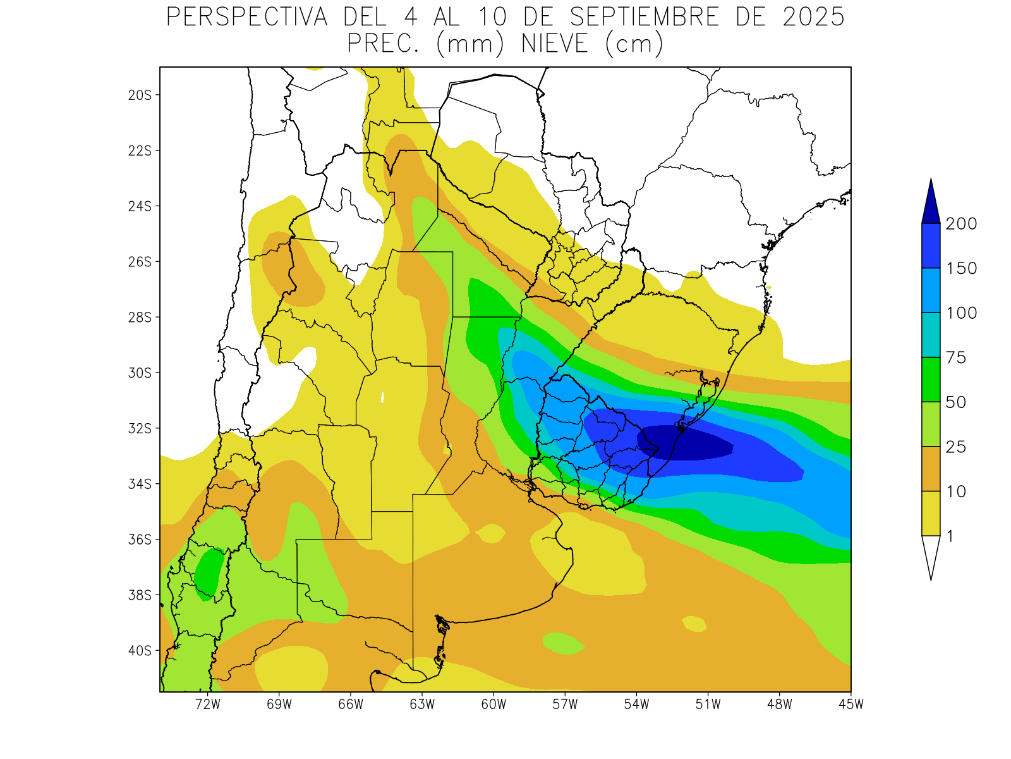 PERSPECTIVA DEL 4 AL 10 DE SEPTIEMBRE DE 2025
PREC. (mm) NIEVE (cm)
20S
22S
24S
26S
28S
30S
32S
34S
36S
38S
40S
72W 69W 66W 63W 60W 57W 54W 51W 48W 45W
200
150
100
75
50
25
10
1